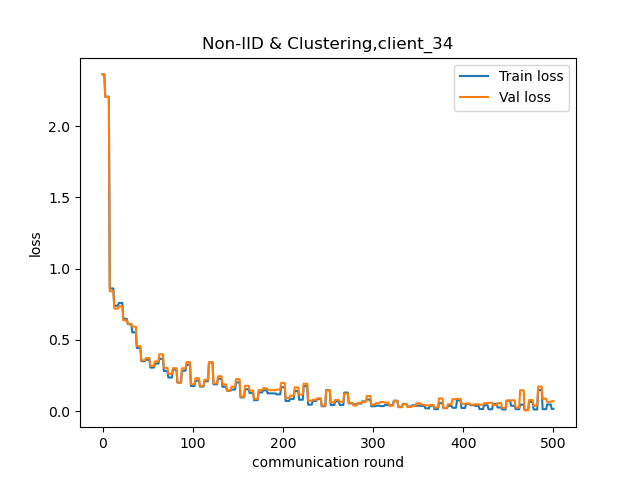 Non-IID & Clustering,client_34
Train loss
Val loss
loss
2.0
1.5
1.0
0.5
0.0
0
100
200
300
400
500
communication round